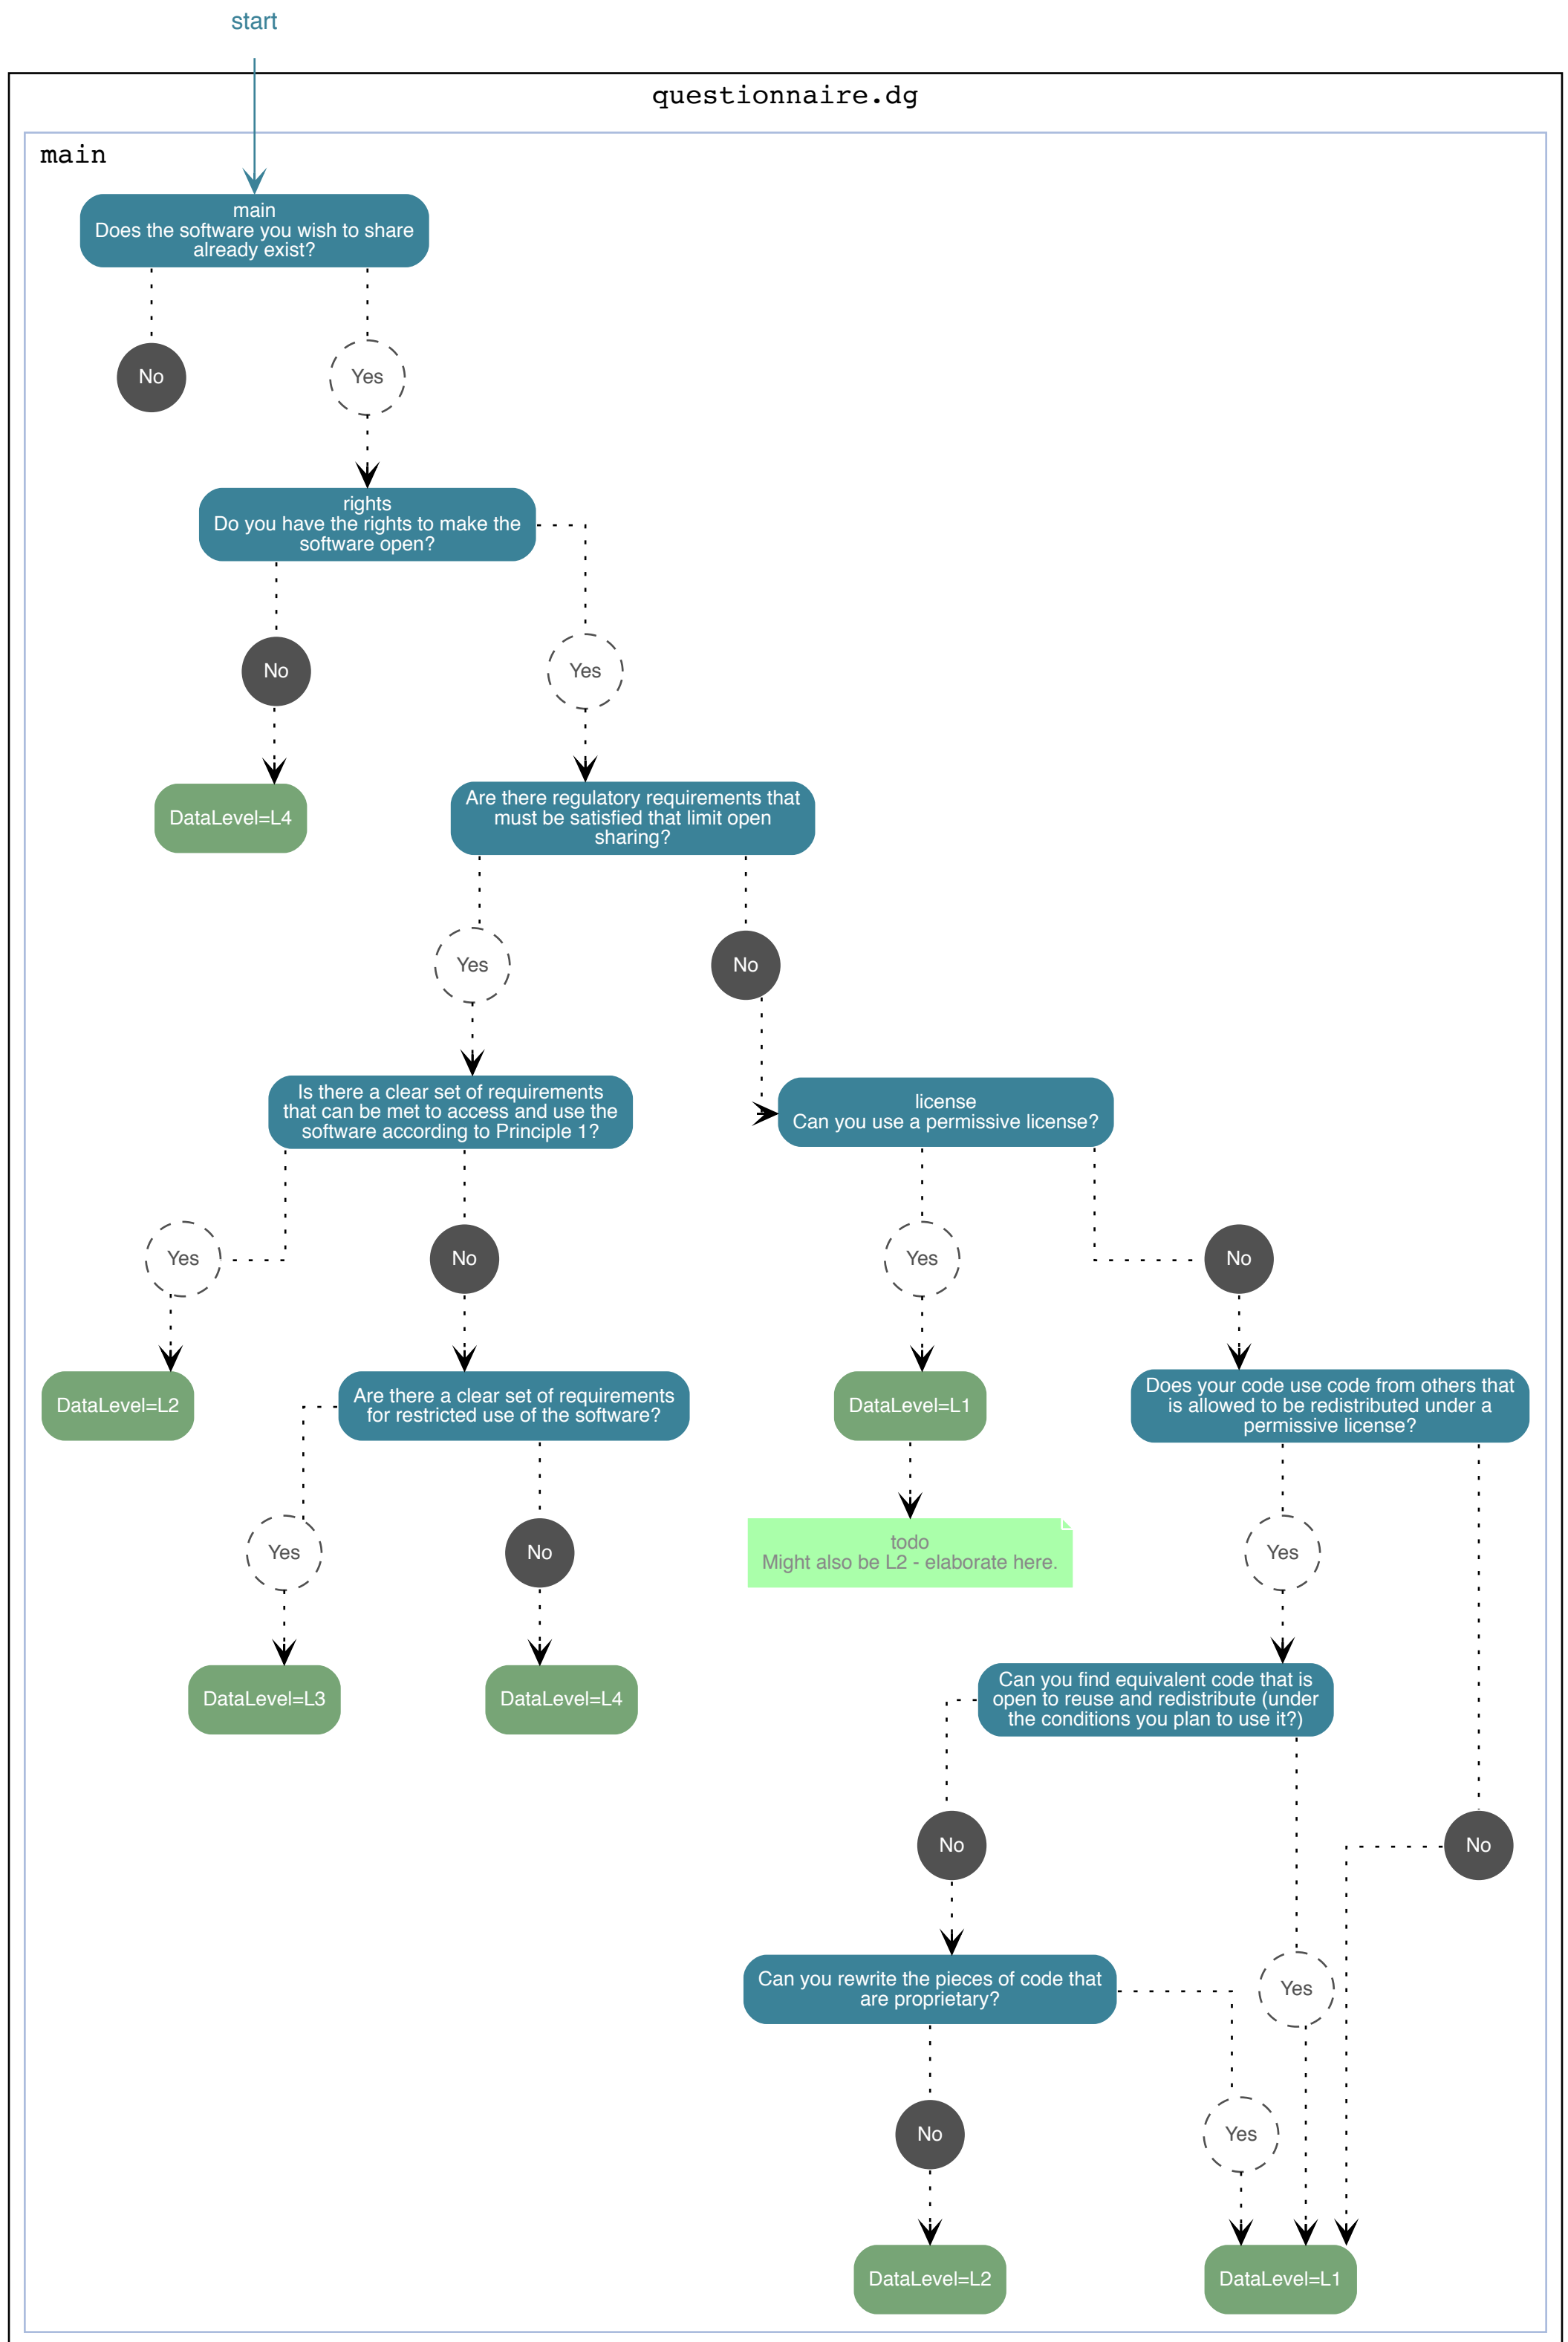 start
questionnaire.dg
main
main
Does the software you wish to share
already exist?
No
Yes
rights
Do you have the rights to make the
software open?
No
Yes
DataLevel=L4
Are there regulatory requirements that
must be satisfied that limit open
sharing?
Yes
No
Is there a clear set of requirements
that can be met to access and use the
software according to Principle 1?
license
Can you use a permissive license?
Yes
No
Yes
No
DataLevel=L2
Are there a clear set of requirements
for restricted use of the software?
DataLevel=L1
Does your code use code from others that
is allowed to be redistributed under a
permissive license?
Yes
No
todo
Might also be L2 - elaborate here.
Yes
DataLevel=L3
DataLevel=L4
Can you find equivalent code that is
open to reuse and redistribute (under
the conditions you plan to use it?)
No
No
Can you rewrite the pieces of code that
are proprietary?
Yes
No
Yes
DataLevel=L2
DataLevel=L1